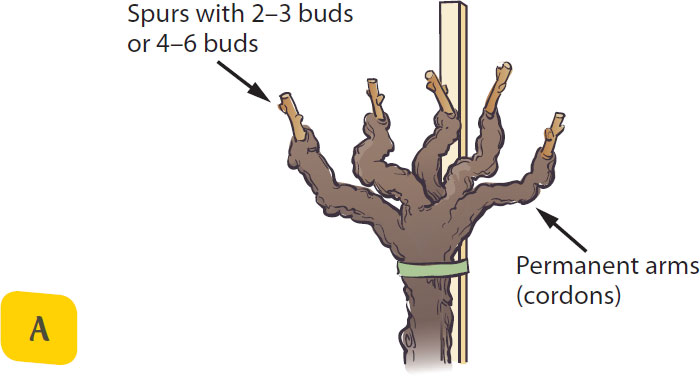 Spurs with 2–3 buds
or 4–6 buds
Permanent arms
(cordons)
A